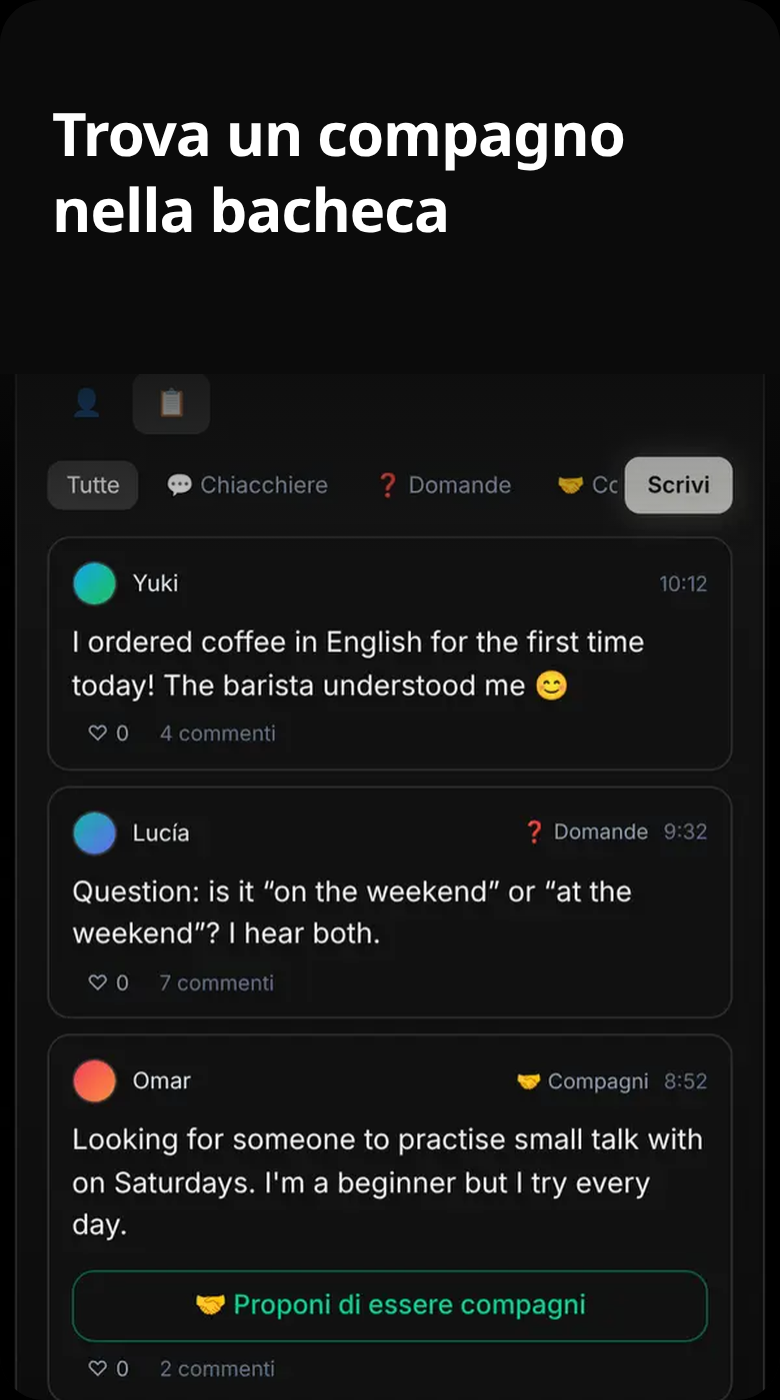 Trova un compagno
nella bacheca
Tutte 💬 Chiacchiere ❓ Domande 🤝 Co Scrivi
Yuki 10:12
I ordered coffee in English for the first time
today! The barista understood me 😊
♡ 0 4 commenti
Lucía ❓ Domande 9:32
Question: is it “on the weekend” or “at the
weekend”? I hear both.
♡ 0 7 commenti
Omar 🤝 Compagni 8:52
Looking for someone to practise small talk with
on Saturdays. I'm a beginner but I try every
day.
🤝 Proponi di essere compagni
♡ 0 2 commenti